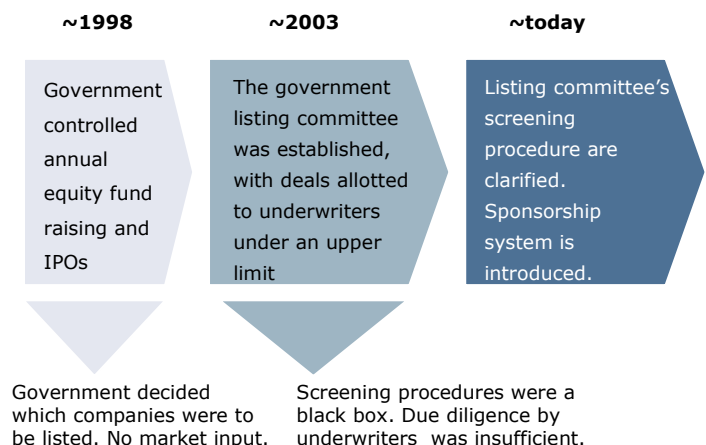 ~1998
~2003
~today
Government
controlled
annual
equity fund
raising and
IPOs
The government
listing committee
was established,
with deals allotted
to underwriters
under an upper
limit
Listing committee's
screening
procedure are
clarified.
Sponsorship
system is
introduced.
Government decided
which companies were to
be listed. No market input.
Screening procedures were a
black box. Due diligence by
underwriters was insufficient.